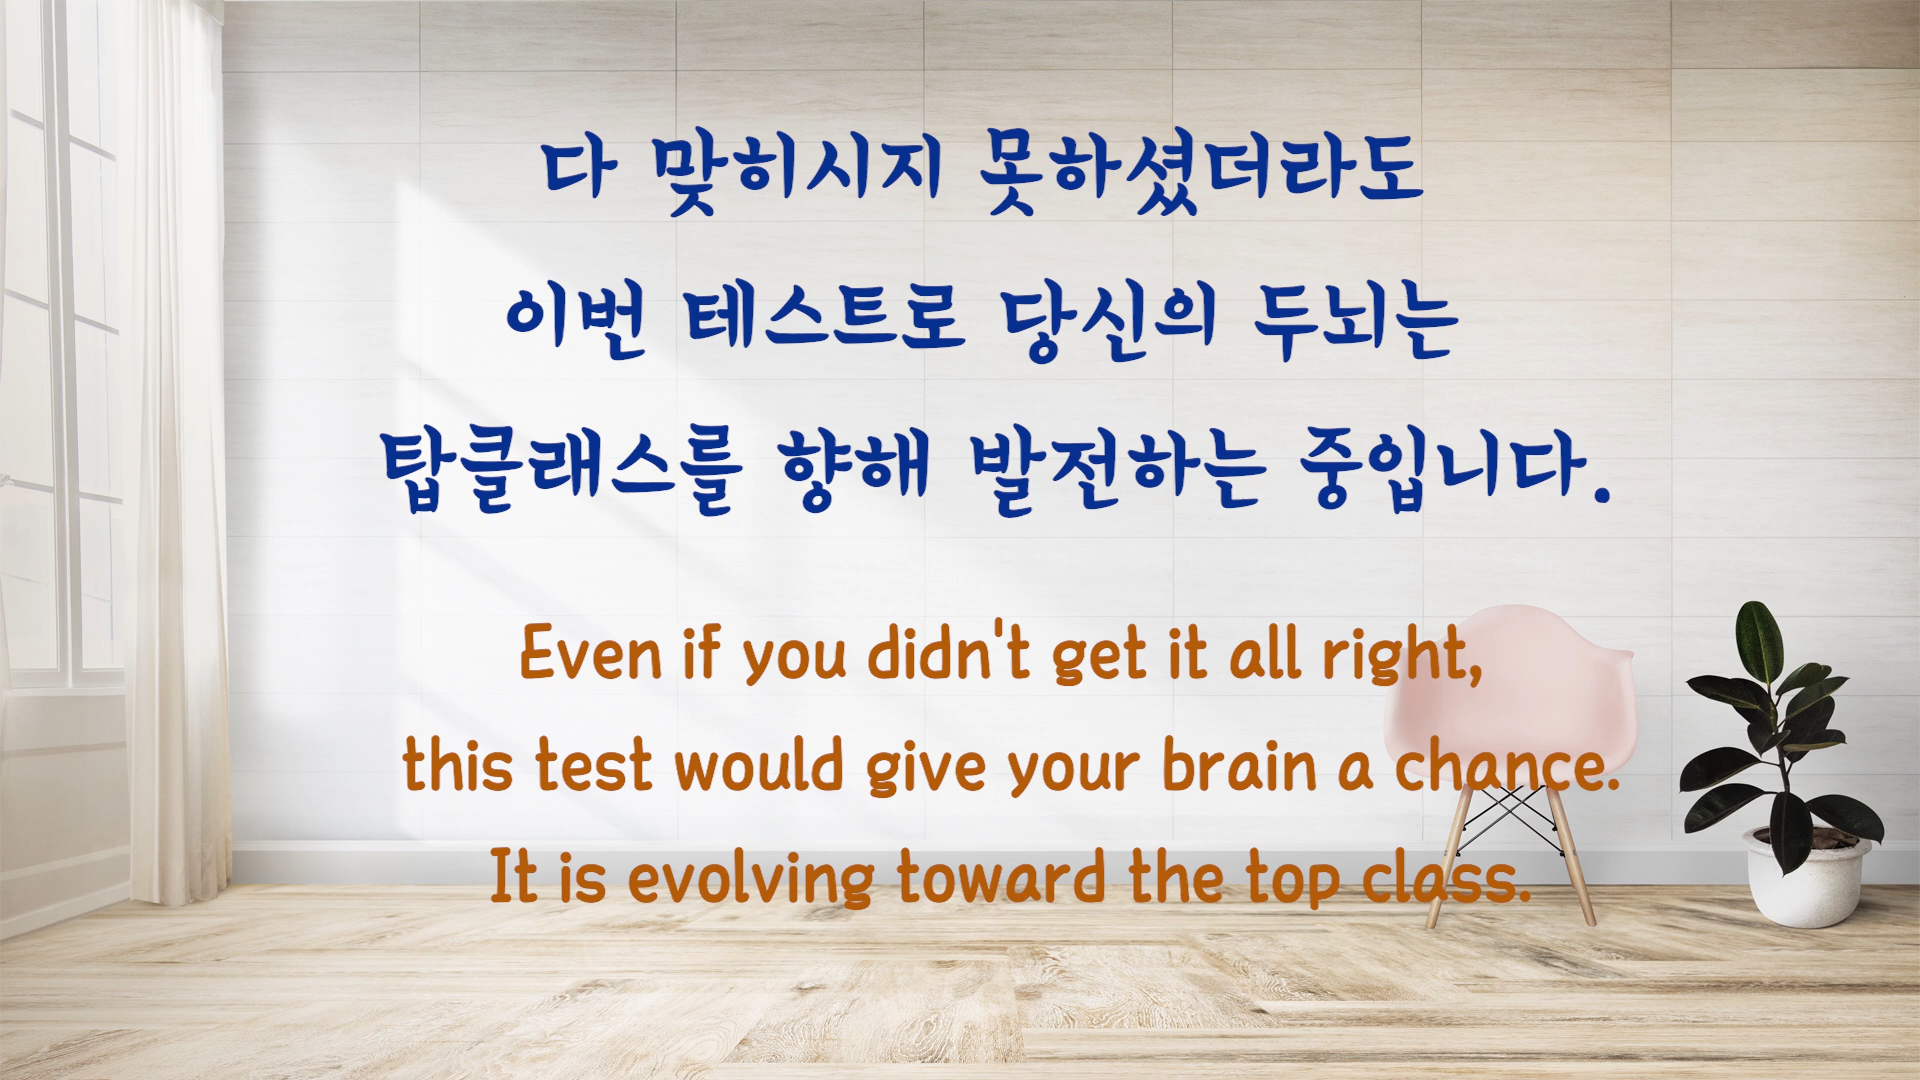 다 맞히시지 못하셨더라도
이번 테스트로 당신의 두뇌는
탑클래스를 향해 발전하는 중입니다.
Even if you didn't get it all right,
this test would give your brain a chance.
It is evolving toward the top class.